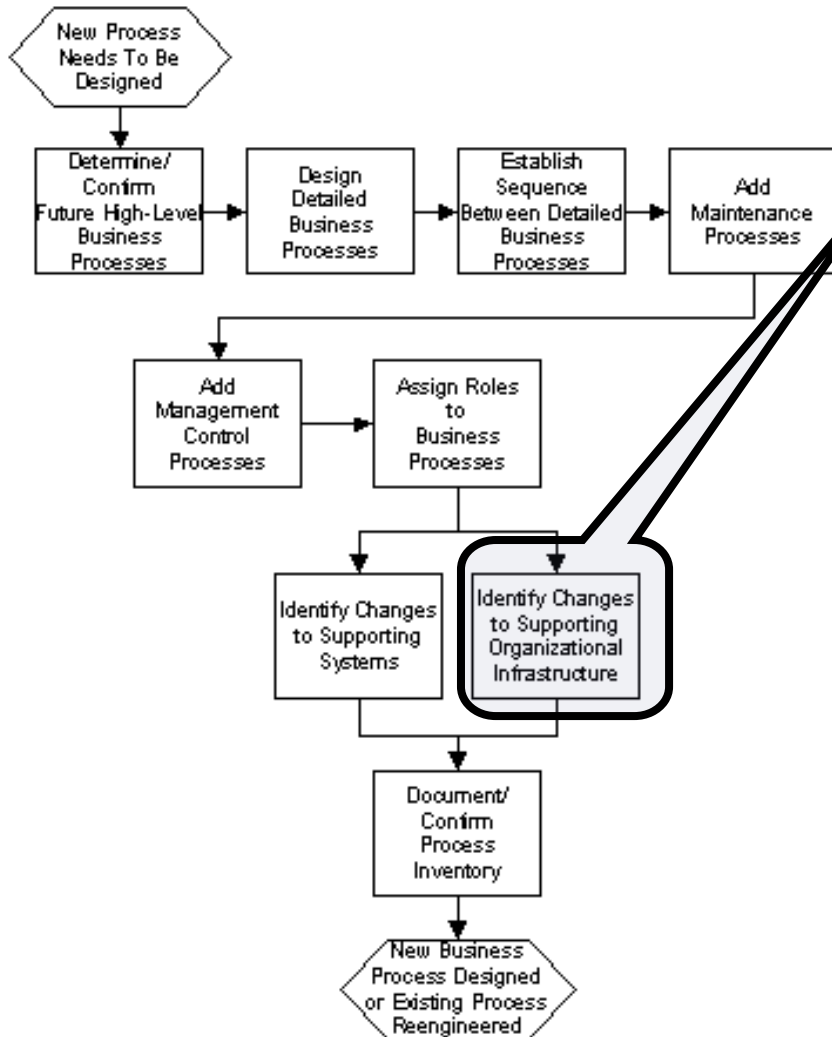 New Process
Needs To Be
Designed
Determine/
Confirm
Future High-Level
Business
Processes
Design
Detailed
Business
Processes
Establish
Sequence
Between Detailed
Business
Processes
Add
Maintenance
Processes
Add
Management
Control
Processes
Assign Roles
to
Business
Processes
Identify Changes
to Supporting
Systems
Identify Changes
to Supporting
Organizational
Infrastructure
Document/
Confirm
Process
Inventory
New Business
Process Designed
or Existing Process
Reengineered